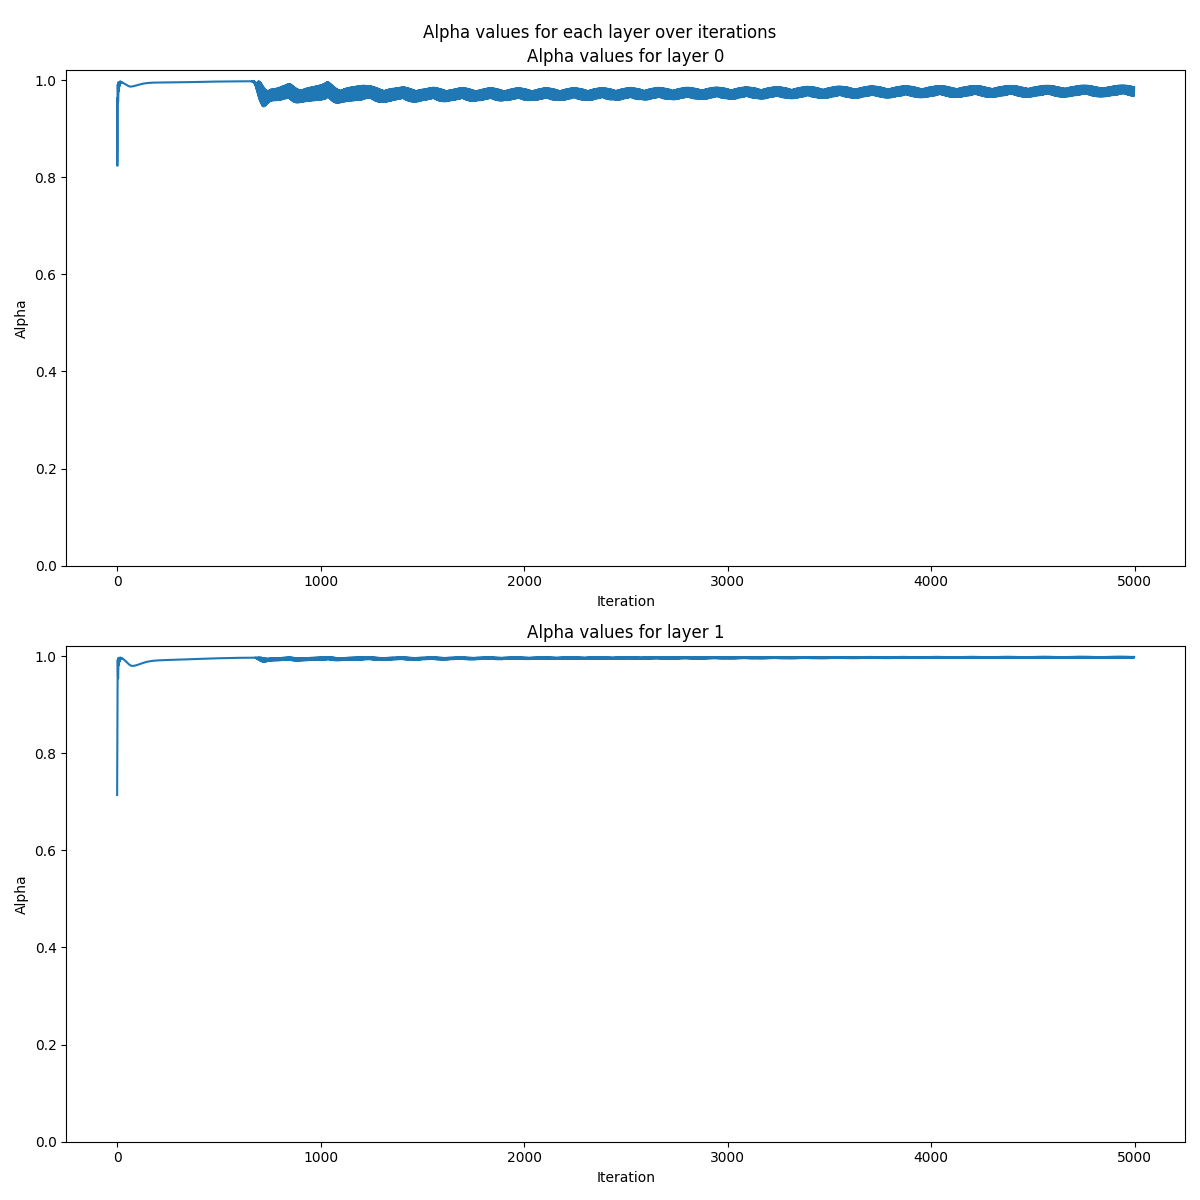 Alpha values for each layer over iterations
Alpha values for layer 0
1.0
0.8
0.6
0.4
0.2
0.0
Alpha
0 1000 2000 3000 4000 5000
Iteration
Alpha values for layer 1
1.0
0.8
0.6
0.4
0.2
0.0
Alpha
0 1000 2000 3000 4000 5000
Iteration